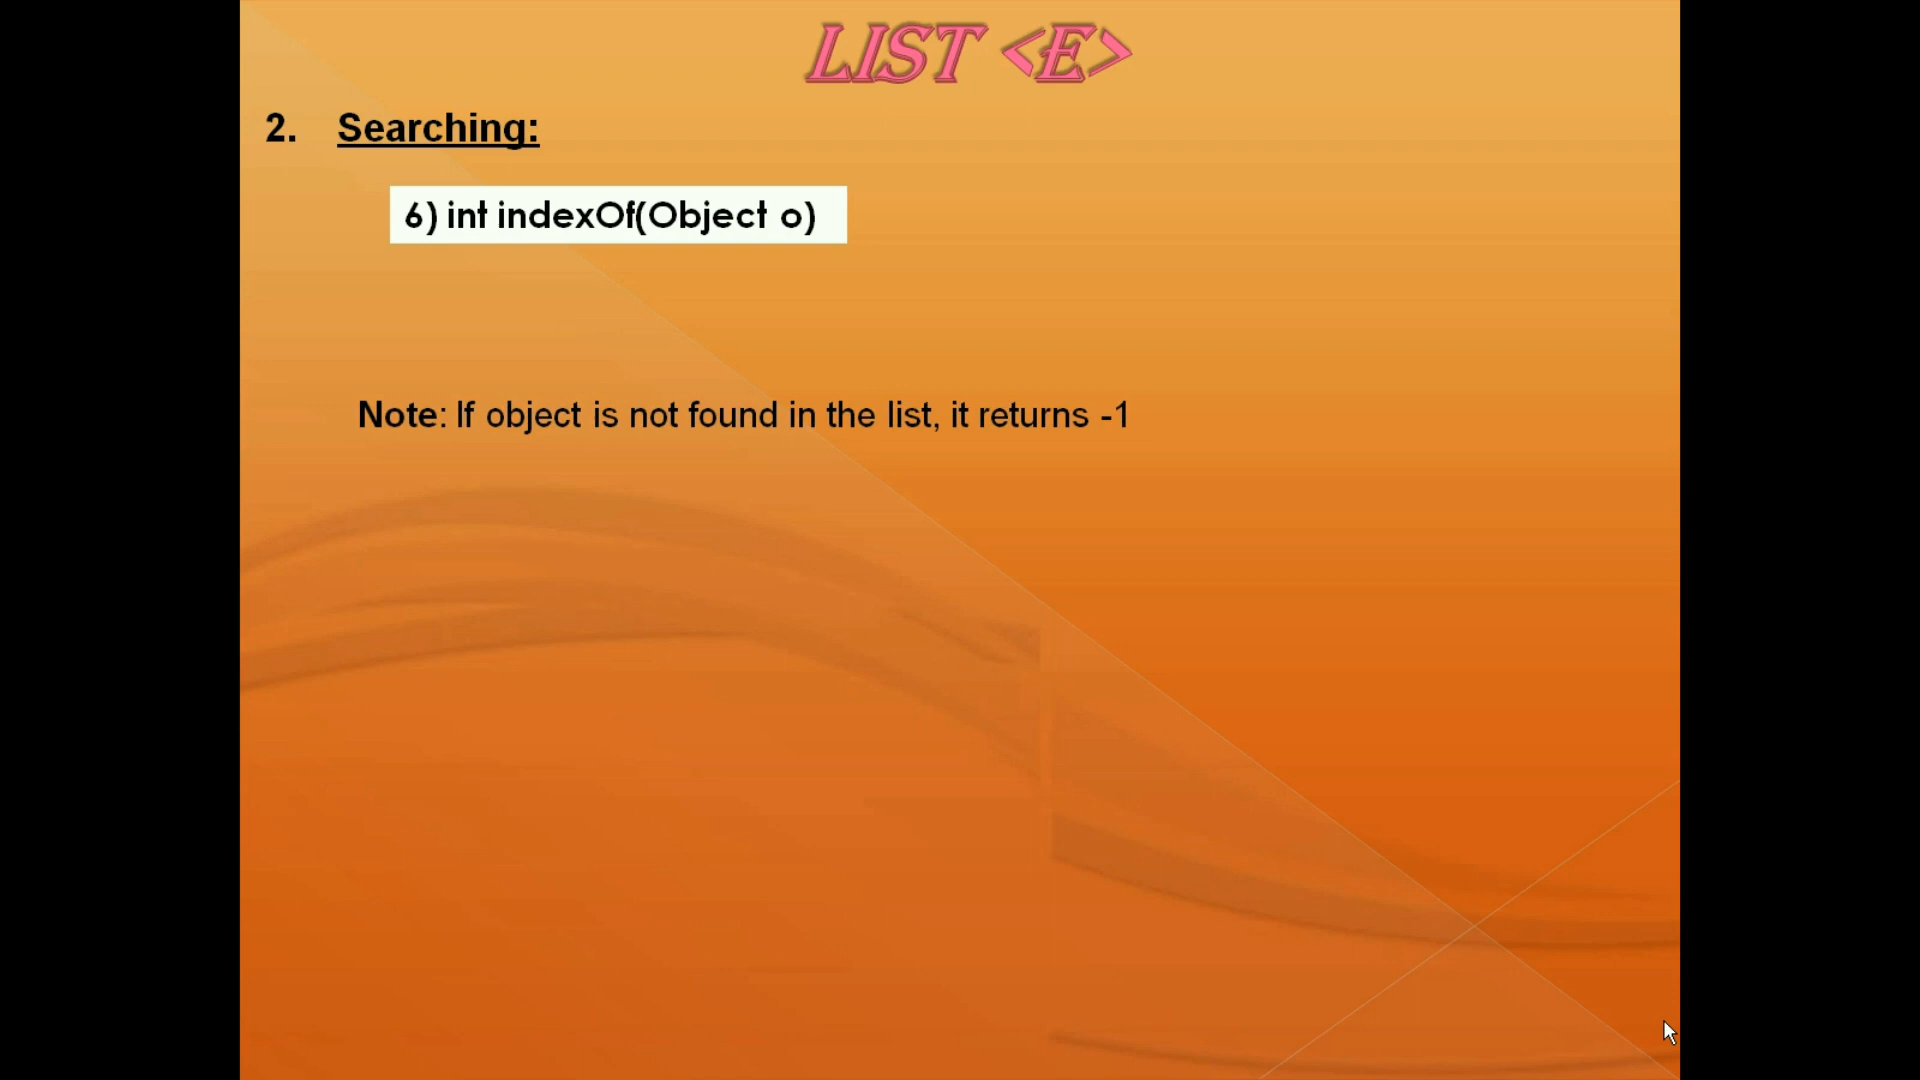 LIST <E>
2. Searching:
6) int indexOf(Object o)
Note: If object is not found in the list, it returns -1